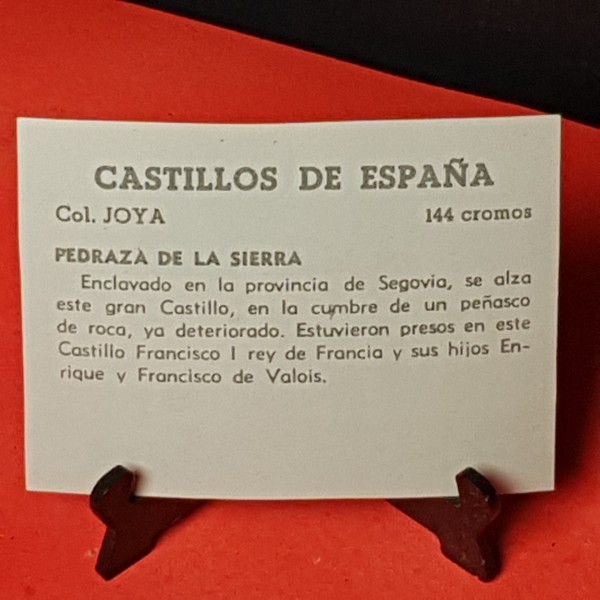 CASTILLOS DE ESPAÑA
Col. JOYA 144 cromos
PEDRAZA DE LA SIERRA
Enclavado en la provincia de Segovia, se alza
este gran Castillo, en la cumbre de un peñasco
de roca, ya deteriorado. Estuvieron presos en este
Castillo Francisco I rey de Francia y sus hijos En-
rique y Francisco de Valois.